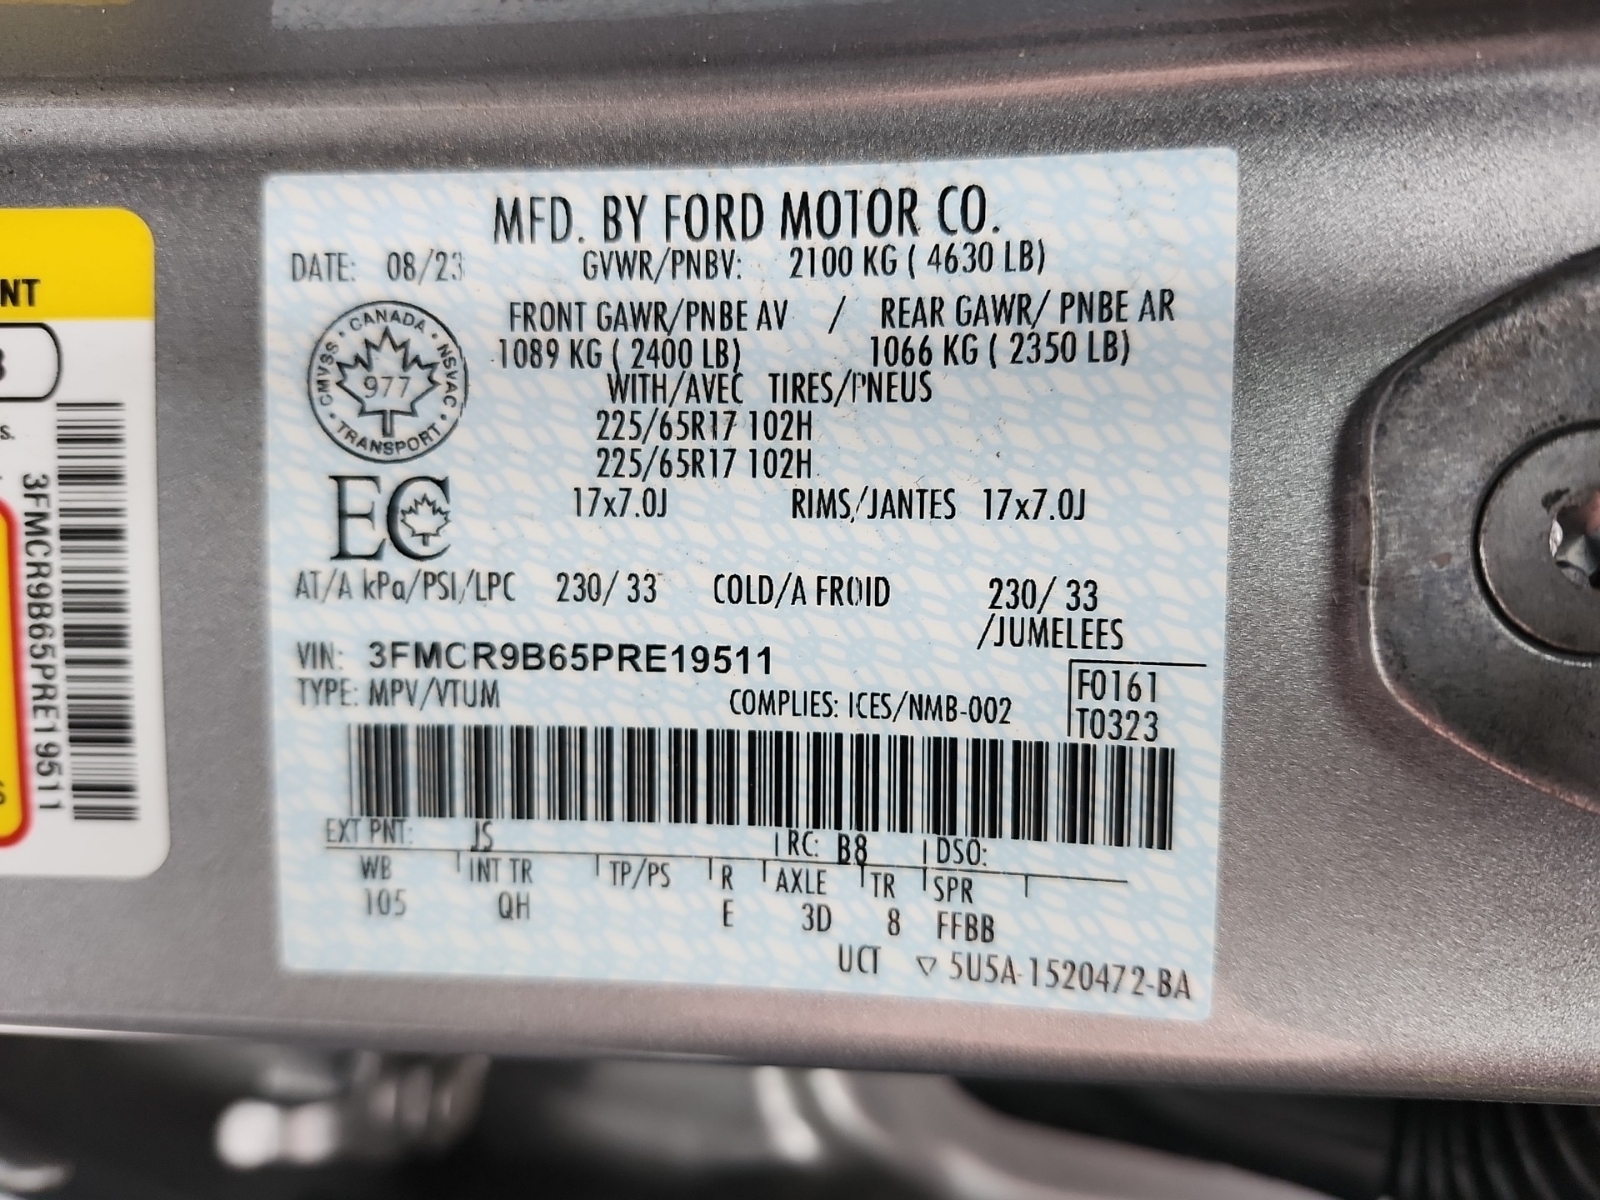 MFD. BY FORD MOTOR CO.
DATE: 08/23 GVWR/PNBV: 2100 KG ( 4630 LB)
FRONT GAWR/PNBE AV / REAR GAWR/ PNBE AR
1089 KG ( 2400 LB) 1066 KG ( 2350 LB)
WITH/AVEC TIRES/PNEUS
225/65R17 102H
225/65R17 102H
17x7.0J RIMS/JANTES 17x7.0J
CANADA
CMVSS 977 NSVAC
TRANSPORT
EC
AT/A kPa/PSI/LPC 230/ 33 COLD/A FROID 230/ 33
/JUMELEES
VIN: 3FMCR9B65PRE19511
TYPE: MPV/VTUM COMPLIES: ICES/NMB-002
F0161
T0323
EXT PNT: JS RC: B8 DSO:
WB INT TR TP/PS R AXLE TR SPR
105 QH E 3D 8 FFBB
UCT ▽ 5U5A-1520472-BA
NT
S.
3FMCR9B65PRE19511